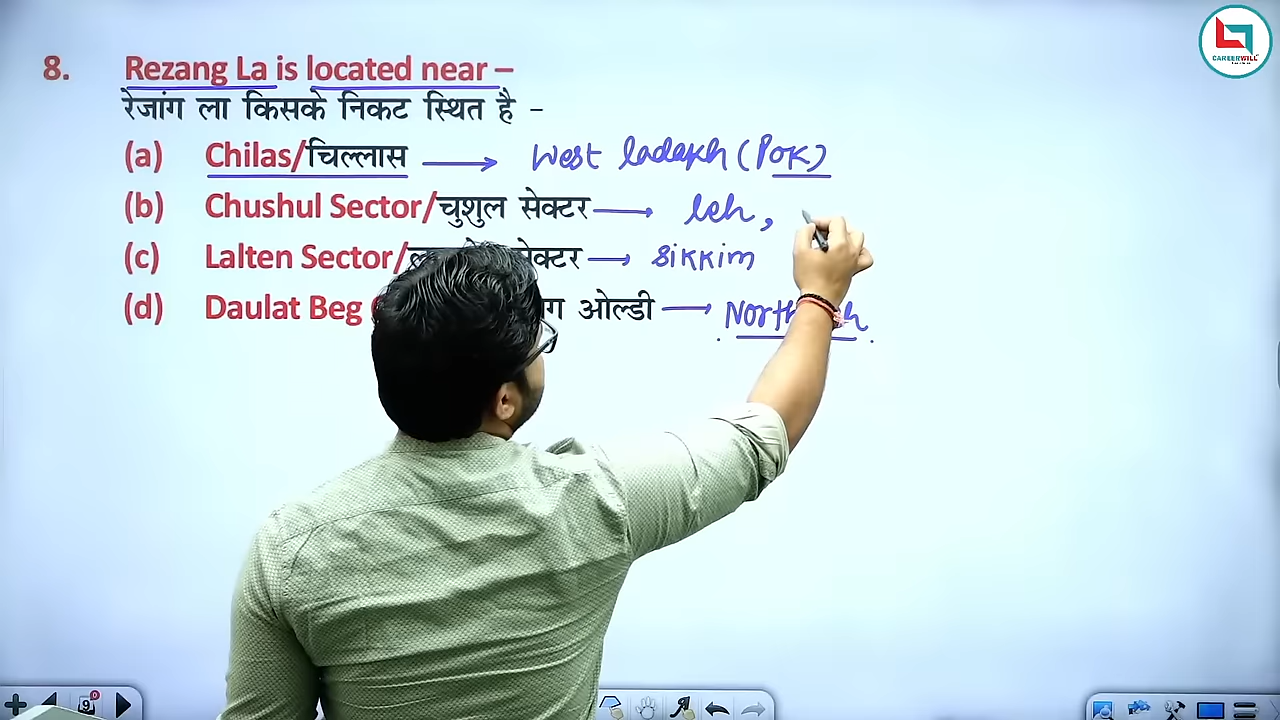 CAREERWILL
8. Rezang La is located near –
रेजांग ला किसके निकट स्थित है -
(a) Chilas/चिल्लास → West ladakh (POK)
(b) Chushul Sector/चुशुल सेक्टर → leh,
(c) Lalten Sector/ सेक्टर → sikkim
(d) Daulat Beg ओल्डी → North